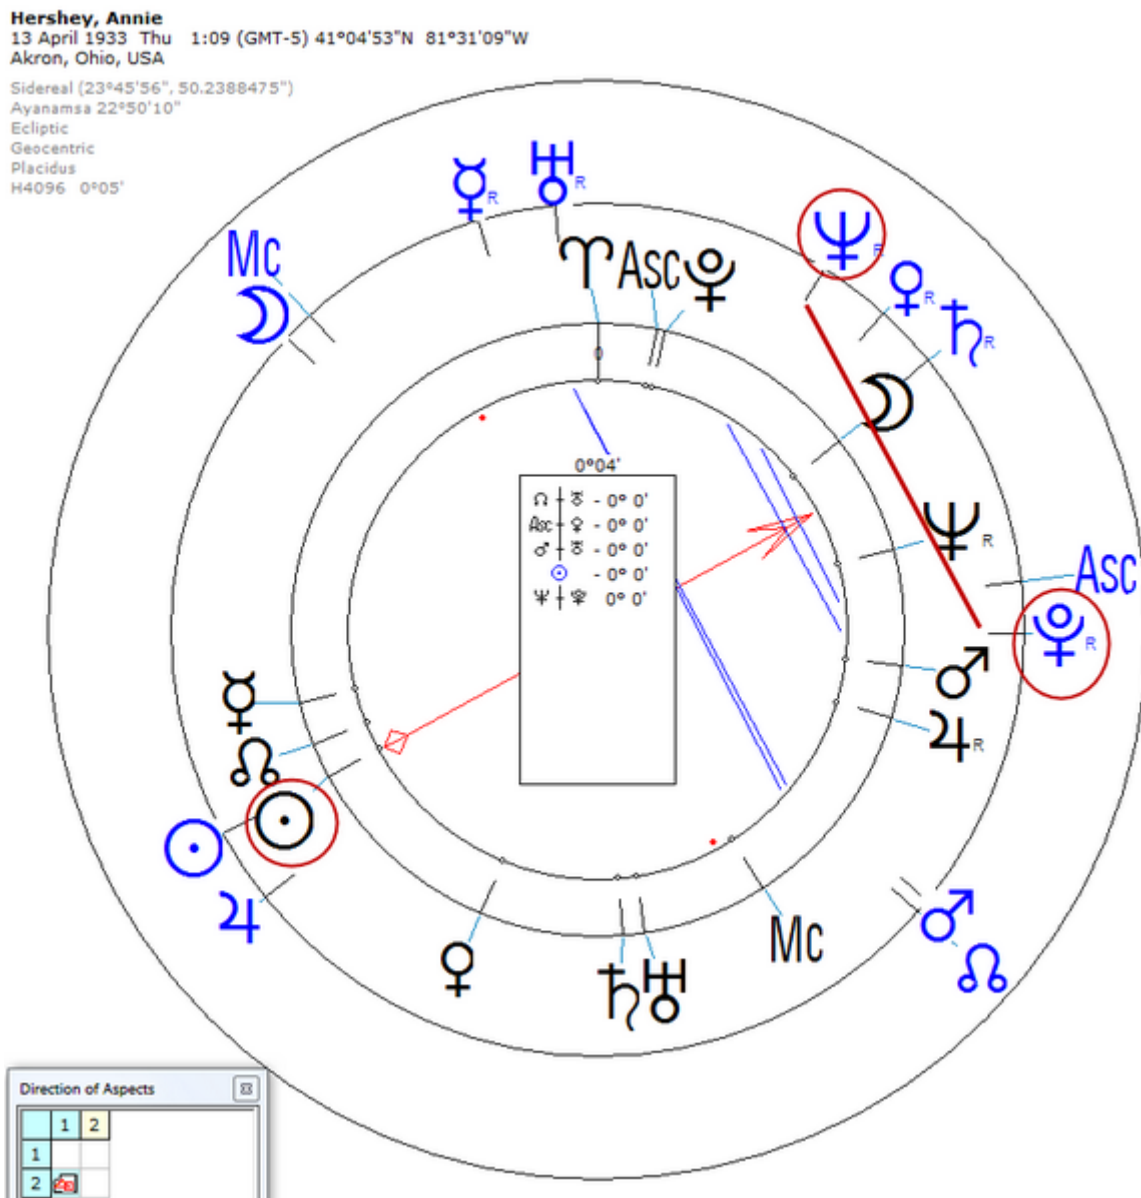 Hershey, Annie
13 April 1933 Thu 1:09 (GMT-5) 41°04'53"N 81°31'09"W
Akron, Ohio, USA
Sidereal (23°45'56", 50.2388475")
Ayanamsa 22°50'10"
Ecliptic
Geocentric
Placidus
H4096 0°05'
☿R ♅R ♆R
Mc ♈ Asc ♇ ♀R
☽ ♄R
0
☽
0°04'
☊ - 0° 0'
Asc ♀ - 0° 0'
♂ - 0° 0'
☉ - 0° 0'
♆ 0° 0'
♆R
Asc
♇R
☿ ♂
☊ ♃R
☉ ☉
♃ ♂
♀ ♄ ♅ Mc ☊
Direction of Aspects
1 2
1
2